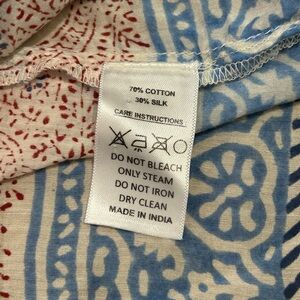 70% COTTON
30% SILK
CARE INSTRUCTIONS
DO NOT BLEACH
ONLY STEAM
DO NOT IRON
DRY CLEAN
MADE IN INDIA